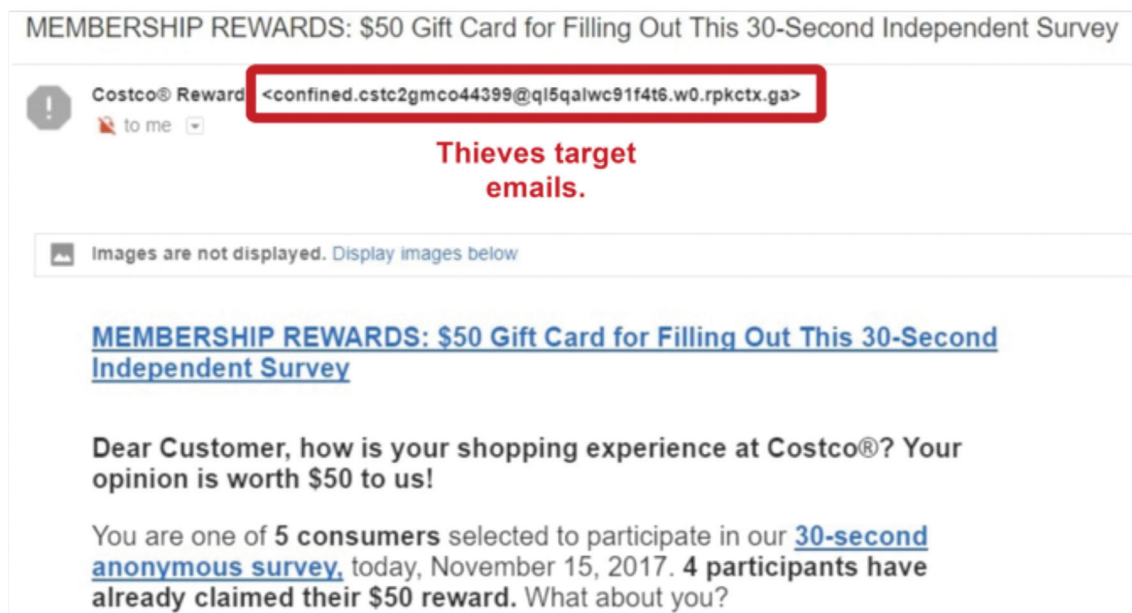 MEMBERSHIP REWARDS: $50 Gift Card for Filling Out This 30-Second Independent Survey
Costco® Reward <confined.cstc2gmco44399@ql5qalwc91f4t6.w0.rpkctx.ga>
to me
Thieves target
emails.
Images are not displayed. Display images below
MEMBERSHIP REWARDS: $50 Gift Card for Filling Out This 30-Second
Independent Survey
Dear Customer, how is your shopping experience at Costco®? Your
opinion is worth $50 to us!
You are one of 5 consumers selected to participate in our 30-second
anonymous survey, today, November 15, 2017. 4 participants have
already claimed their $50 reward. What about you?